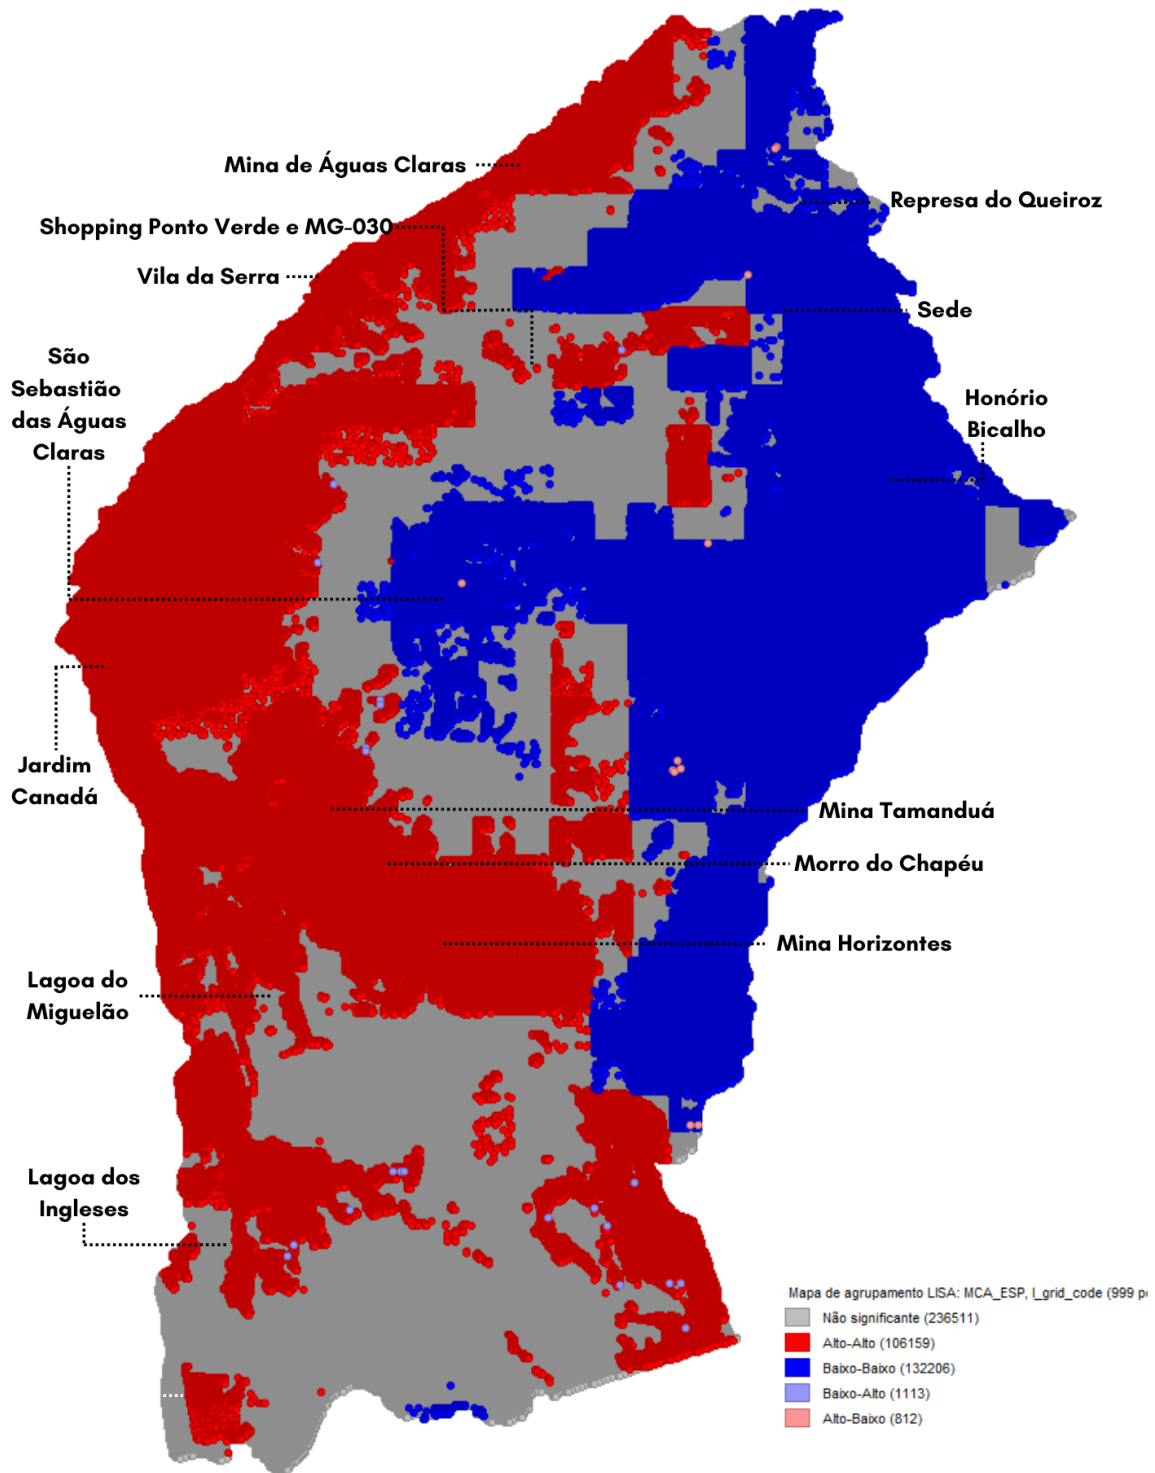 Mina de Águas Claras
Represa do Queiroz
Shopping Ponto Verde e MG-030
Vila da Serra
Sede
São
Sebastião
das Águas
Claras
Honório
Bicalho
Jardim
Canadá
Mina Tamanduá
Morro do Chapéu
Mina Horizontes
Lagoa do
Miguelão
Lagoa dos
Ingleses
Mapa de agrupamento LISA: MCA_ESP, I_grid_code (999 p
Não significante (236511)
Alto-Alto (106159)
Baixo-Baixo (132206)
Baixo-Alto (1113)
Alto-Baixo (812)